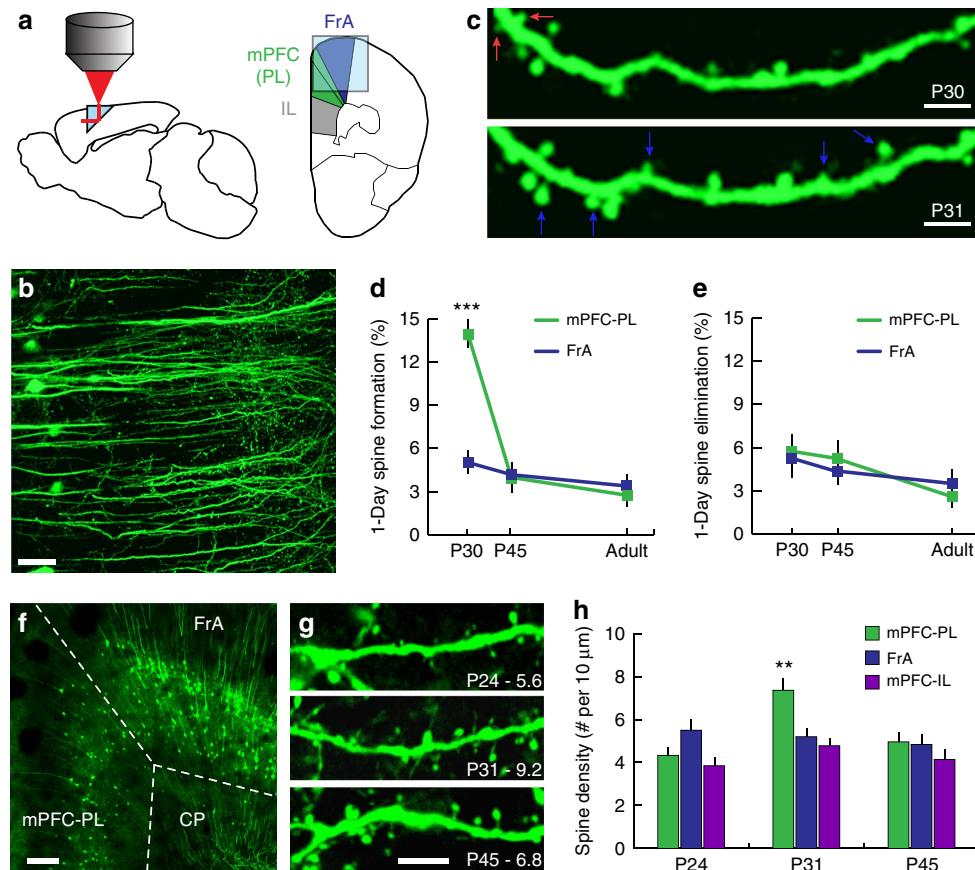 a
FrA
mPFC
(PL)
IL
c
P30
P31
b
d
***
15
12
9
6
3
0
1-Day spine formation (%)
mPFC-PL
FrA
P30
P45
Adult
e
15
12
9
6
3
0
1-Day spine elimination (%)
mPFC-PL
FrA
P30
P45
Adult
f
FrA
mPFC-PL
CP
g
P24 - 5.6
P31 - 9.2
P45 - 6.8
h
10
8
6
4
2
0
Spine density (# per 10 μm)
**
mPFC-PL
FrA
mPFC-IL
P24
P31
P45